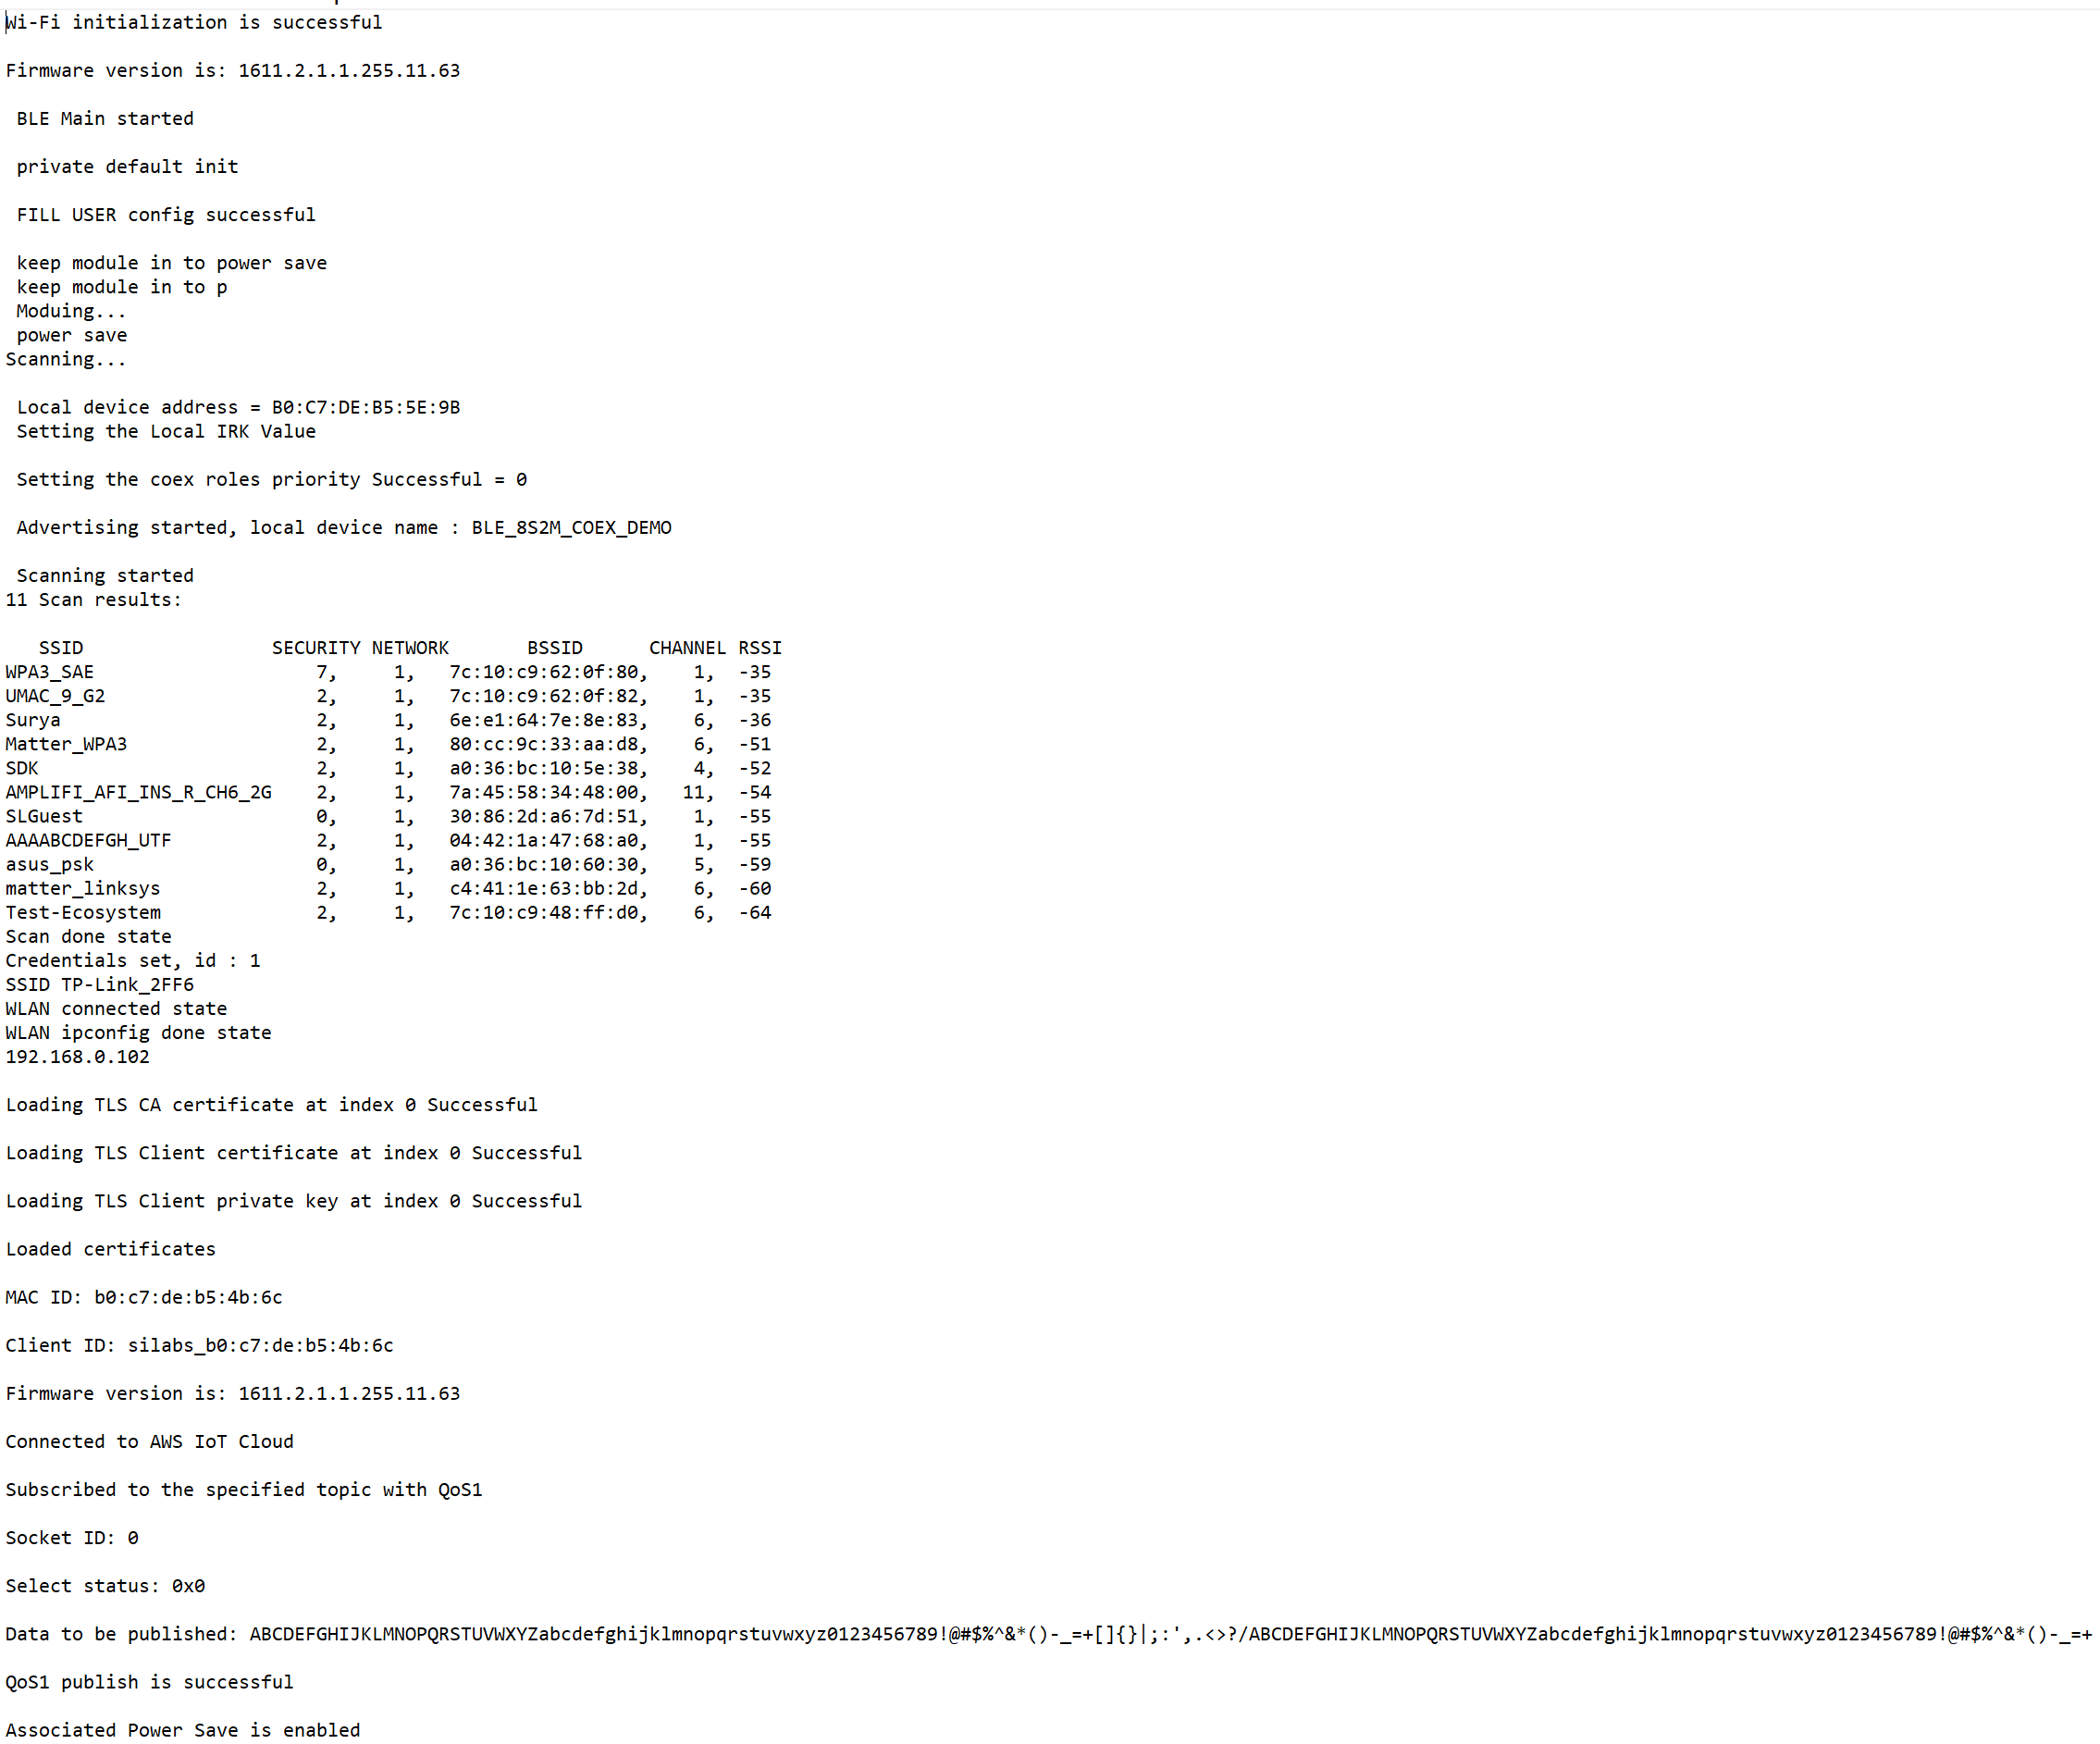 Wi-Fi initialization is successful
Firmware version is: 1611.2.1.1.255.11.63
BLE Main started
private default init
FILL USER config successful
keep module in to power save
keep module in to p
Moduing...
power save
Scanning...
Local device address = B0:C7:DE:B5:5E:9B
Setting the Local IRK Value
Setting the coex roles priority Successful = 0
Advertising started, local device name : BLE_8S2M_COEX_DEMO
Scanning started
11 Scan results:
SSID SECURITY NETWORK BSSID CHANNEL RSSI
WPA3_SAE 7, 1, 7c:10:c9:62:0f:80, 1, -35
UMAC_9_G2 2, 1, 7c:10:c9:62:0f:82, 1, -35
Surya 2, 1, 6e:e1:64:7e:8e:83, 6, -36
Matter_WPA3 2, 1, 80:cc:9c:33:aa:d8, 6, -51
SDK 2, 1, a0:36:bc:10:5e:38, 4, -52
AMPLIFI_AFI_INS_R_CH6_2G 2, 1, 7a:45:58:34:48:00, 11, -54
SLGuest 0, 1, 30:86:2d:a6:7d:51, 1, -55
AAAABCDEFGH_UTF 2, 1, 04:42:1a:47:68:a0, 1, -55
asus_psk 0, 1, a0:36:bc:10:60:30, 5, -59
matter_linksys 2, 1, c4:41:1e:63:bb:2d, 6, -60
Test-Ecosystem 2, 1, 7c:10:c9:48:ff:d0, 6, -64
Scan done state
Credentials set, id : 1
SSID TP-Link_2FF6
WLAN connected state
WLAN ipconfig done state
192.168.0.102
Loading TLS CA certificate at index 0 Successful
Loading TLS Client certificate at index 0 Successful
Loading TLS Client private key at index 0 Successful
Loaded certificates
MAC ID: b0:c7:de:b5:4b:6c
Client ID: silabs_b0:c7:de:b5:4b:6c
Firmware version is: 1611.2.1.1.255.11.63
Connected to AWS IoT Cloud
Subscribed to the specified topic with QoS1
Socket ID: 0
Select status: 0x0
Data to be published: ABCDEFGHIJKLMNOPQRSTUVWXYZabcdefghijklmnopqrstuvwxyz0123456789!@#$%^&*()-_=+[]{}|;:',.<>?/ABCDEFGHIJKLMNOPQRSTUVWXYZabcdefghijklmnopqrstuvwxyz0123456789!@#$%^&*()-_=+
QoS1 publish is successful
Associated Power Save is enabled